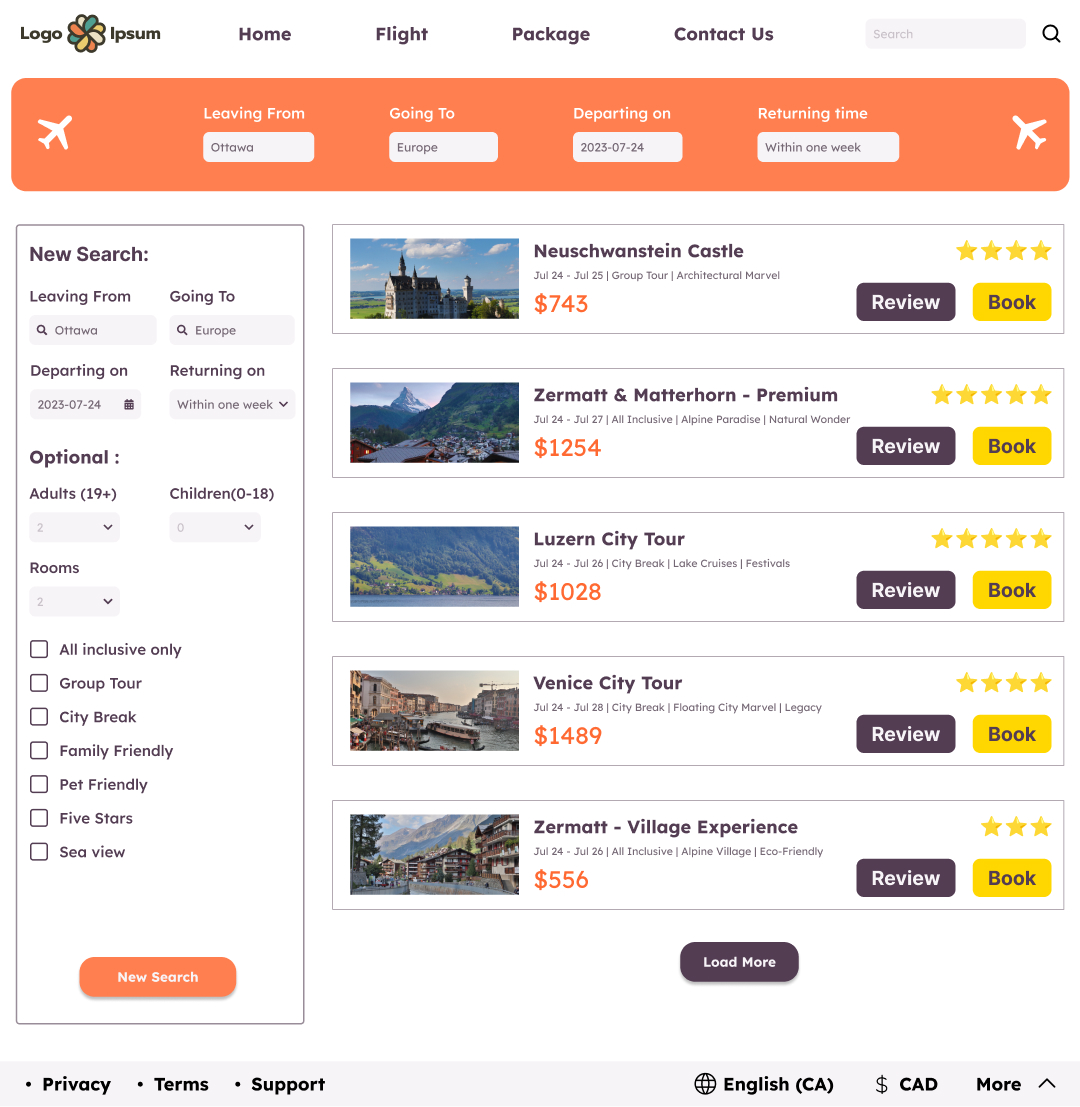 Logo Ipsum
Home Flight Package Contact Us Search
Leaving From Going To Departing on Returning time
Ottawa Europe 2023-07-24 Within one week
New Search:
Leaving From Going To
Ottawa Europe
Departing on Returning on
2023-07-24 Within one week
Optional :
Adults (19+) Children(0-18)
2 0
Rooms
2
All inclusive only
Group Tour
City Break
Family Friendly
Pet Friendly
Five Stars
Sea view
New Search
Neuschwanstein Castle
Jul 24 - Jul 25 | Group Tour | Architectural Marvel
$743
Review Book
Zermatt & Matterhorn - Premium
Jul 24 - Jul 27 | All Inclusive | Alpine Paradise | Natural Wonder
$1254
Review Book
Luzern City Tour
Jul 24 - Jul 26 | City Break | Lake Cruises | Festivals
$1028
Review Book
Venice City Tour
Jul 24 - Jul 28 | City Break | Floating City Marvel | Legacy
$1489
Review Book
Zermatt - Village Experience
Jul 24 - Jul 26 | All Inclusive | Alpine Village | Eco-Friendly
$556
Review Book
Load More
• Privacy • Terms • Support English (CA) $ CAD More